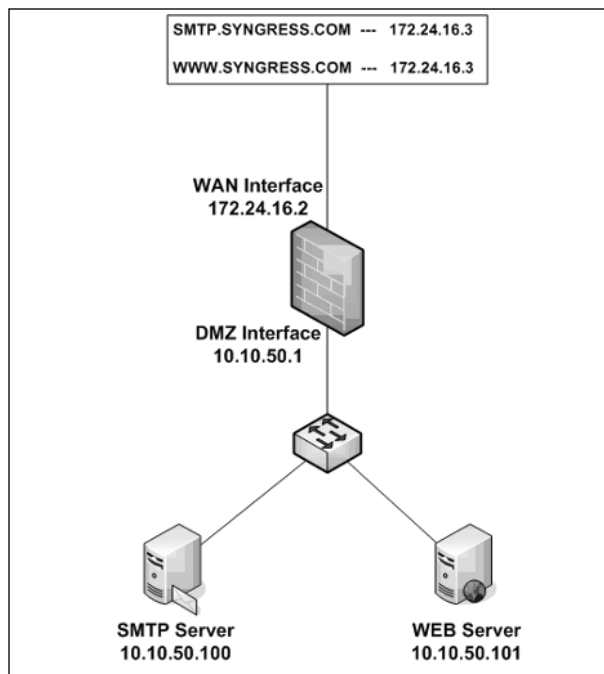 SMTP.SYNGRESS.COM --- 172.24.16.3
WWW.SYNGRESS.COM --- 172.24.16.3
WAN Interface
172.24.16.2
DMZ Interface
10.10.50.1
SMTP Server
10.10.50.100
WEB Server
10.10.50.101